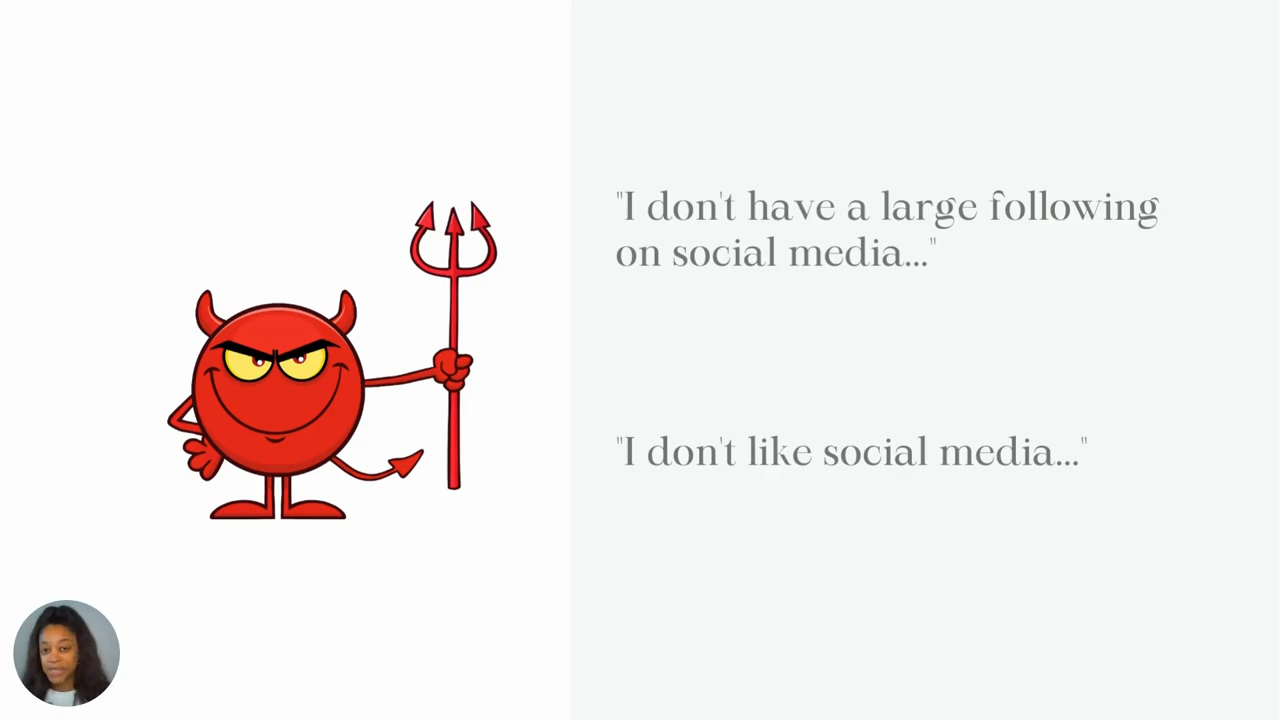 "I don't have a large following
on social media..."
"I don't like social media..."